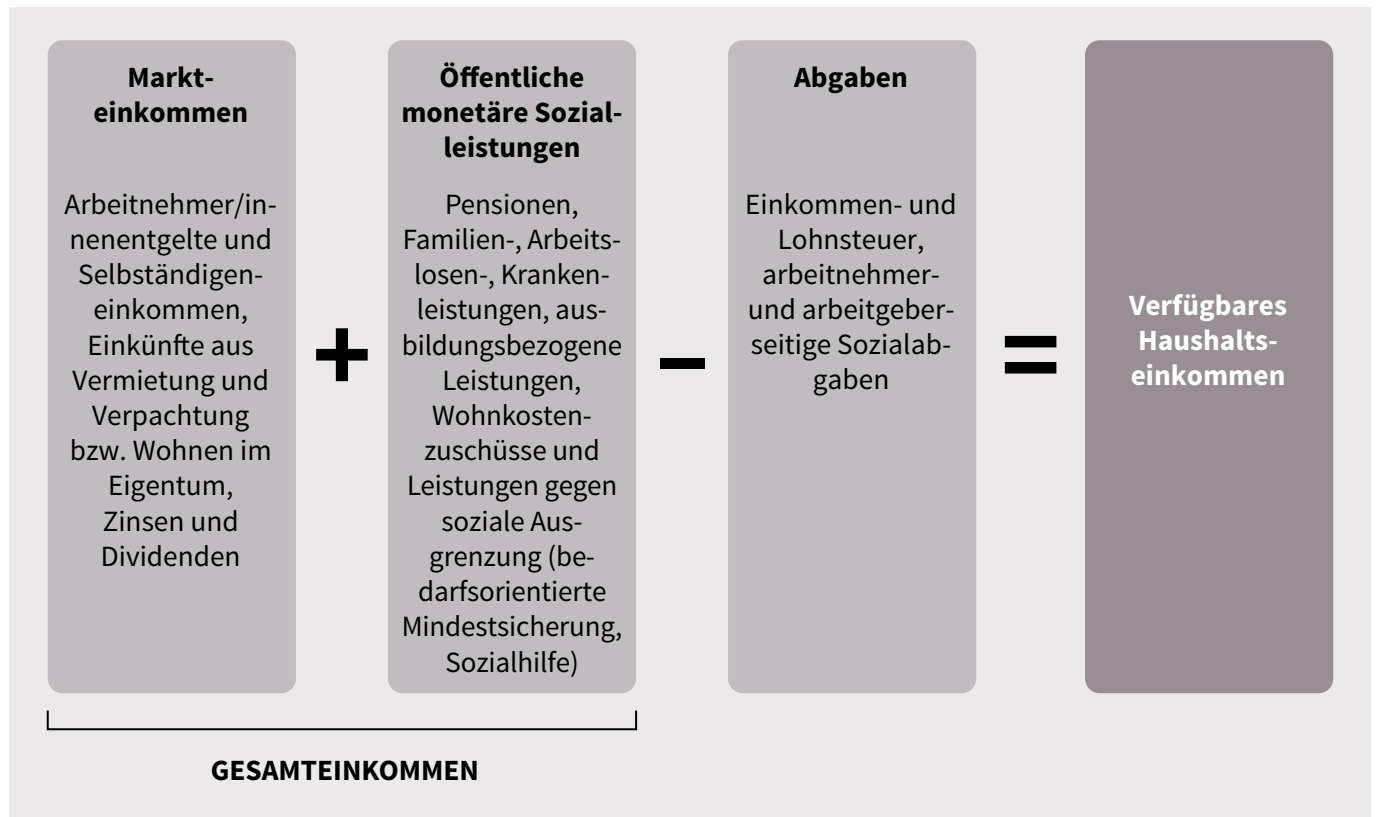 Markt-
einkommen
Arbeitnehmer/in-
nenentgelte und
Selbständigen-
einkommen,
Einkünfte aus
Vermietung und
Verpachtung
bzw. Wohnen im
Eigentum,
Zinsen und
Dividenden
+
Öffentliche
monetäre Sozial-
leistungen
Pensionen,
Familien-, Arbeits-
losen-, Kranken-
leistungen, aus-
bildungsbezogene
Leistungen,
Wohnkosten-
zuschüsse und
Leistungen gegen
soziale Aus-
grenzung (be-
darfsorientierte
Mindestsicherung,
Sozialhilfe)
–
Abgaben
Einkommen- und
Lohnsteuer,
arbeitnehmer-
und arbeitgeber-
seitige Sozialab-
gaben
=
Verfügbares
Haushalts-
einkommen
GESAMTEINKOMMEN